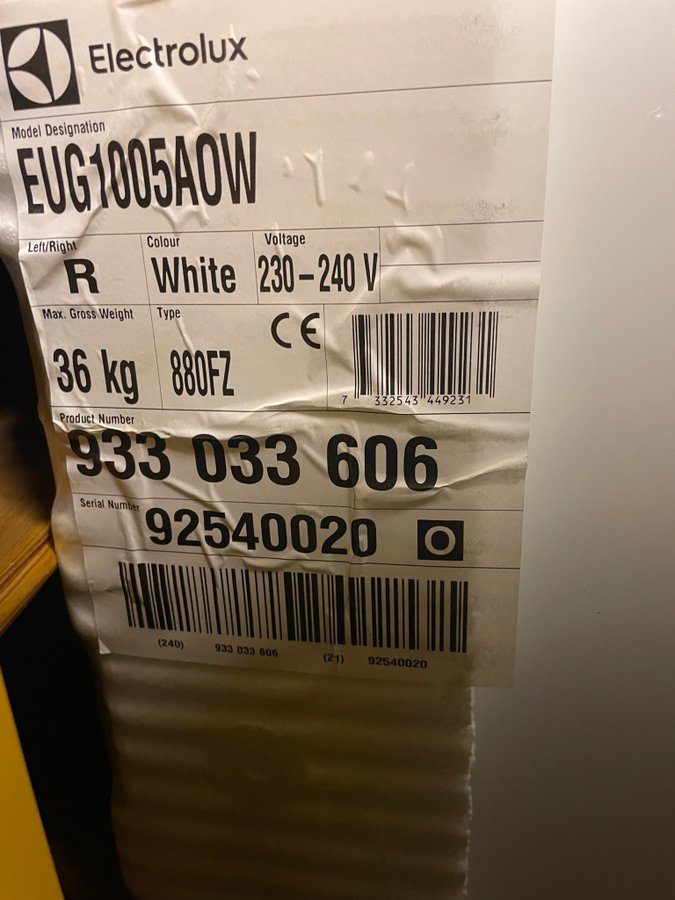 Electrolux
Model Designation
EUG1005AOW
Left/Right Colour Voltage
R White 230-240 V
Max. Gross Weight Type
36 kg 880FZ CE
7 332543 449231
Product Number
933 033 606
Serial Number
92540020
(240) 933 033 606 (21) 92540020